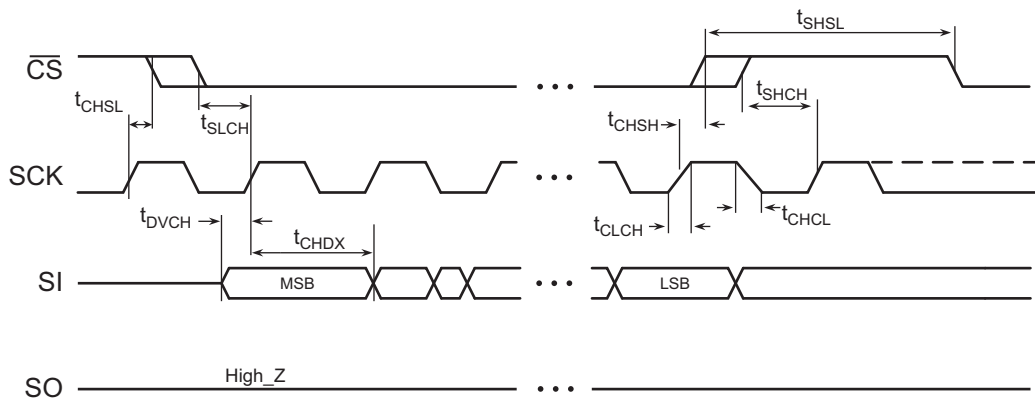 tSHSL
CS
tCHSL
tSLCH
tCHSH
tSHCH
SCK
tDVCH
tCHDX
tCLCH
tCHCL
SI
MSB
LSB
SO
High_Z